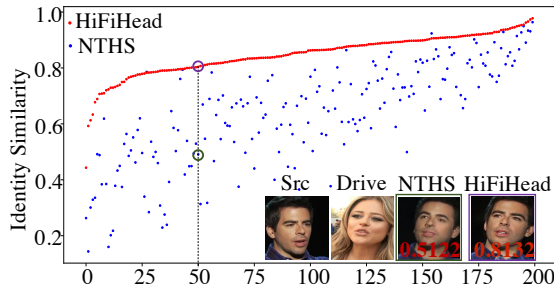 1.0
HiFiHead
NTHS
0.8
0.6
0.4
0.2
Identity Similarity
Src Drive NTHS HiFiHead
0.5122 0.8132
0 25 50 75 100 125 150 175 200